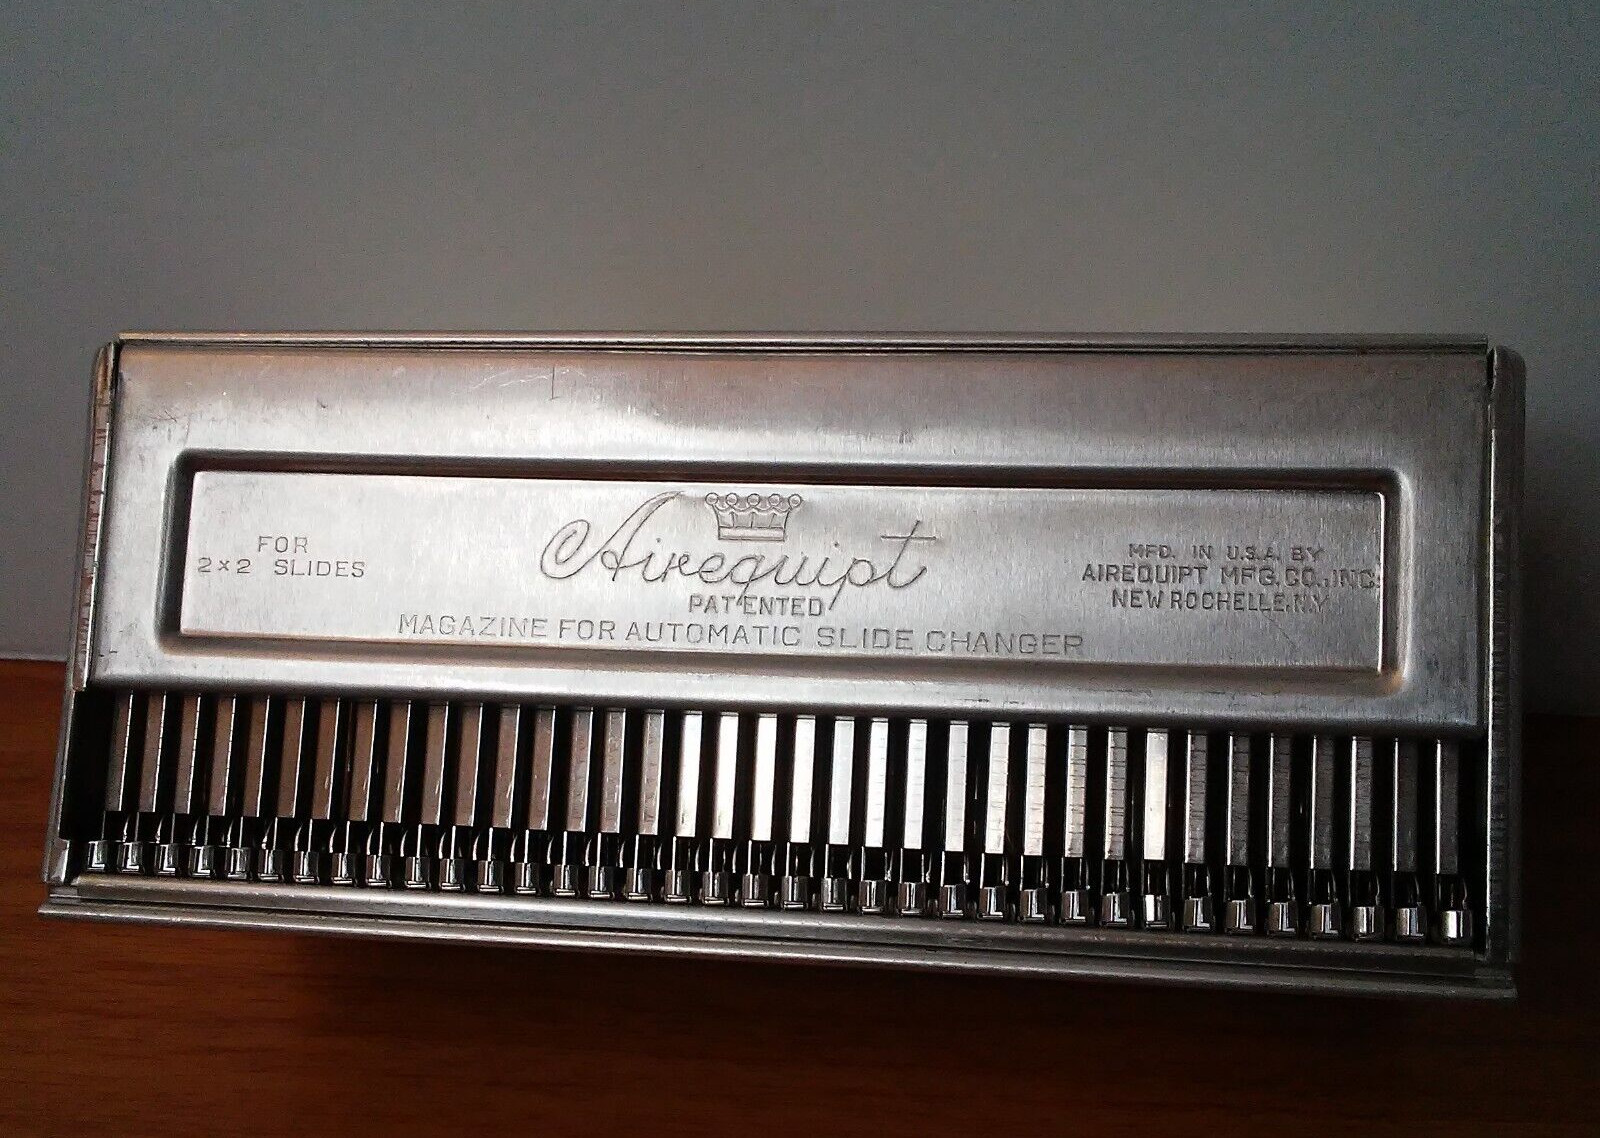 FOR
2×2 SLIDES
Airequipt
PATENTED
MAGAZINE FOR AUTOMATIC SLIDE CHANGER
MFD. IN U.S.A. BY
AIREQUIPT MFG. CO., INC.
NEW ROCHELLE, N.Y.